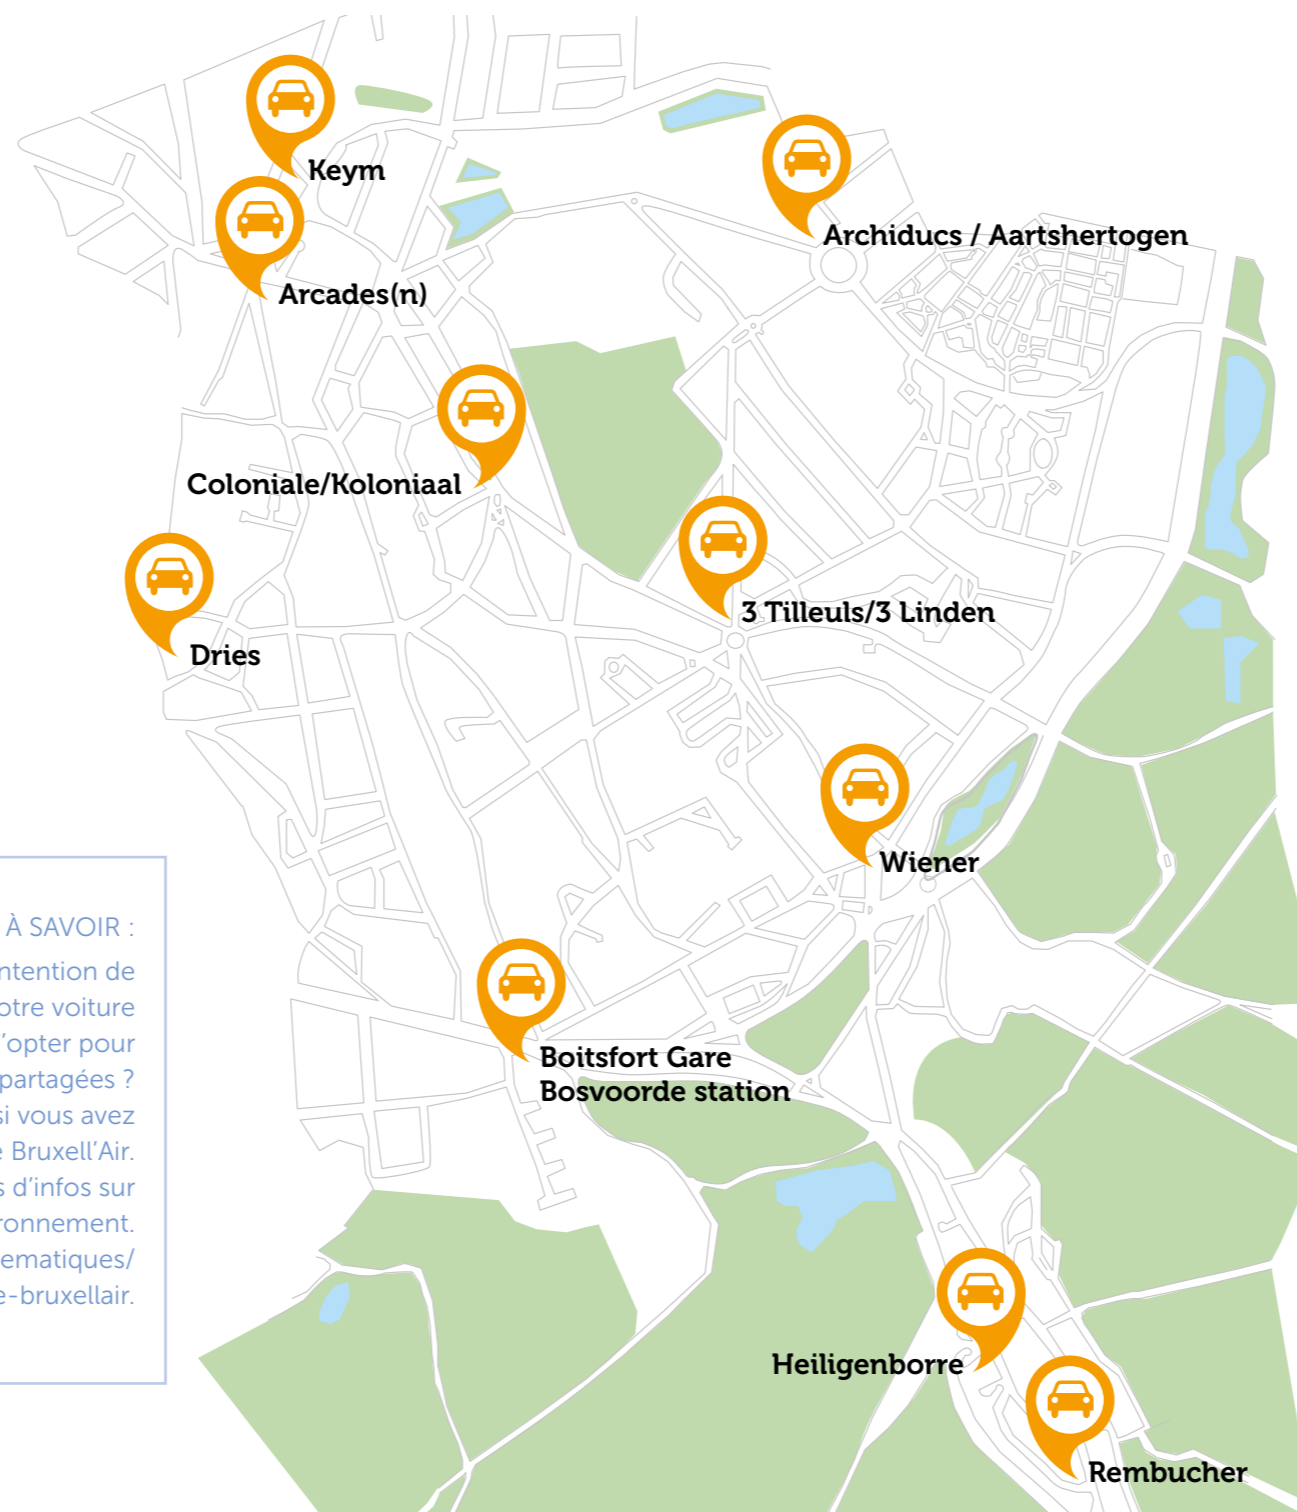 Keym
Archiducs / Aartshertogen
Arcades(n)
Coloniale/Koloniaal
3 Tilleuls/3 Linden
Dries
Wiener
À SAVOIR :
ntention de
otre voiture
'opter pour
partagées ?
si vous avez
e Bruxell'Air.
s d'infos sur
ronnement.
ematiques/
e-bruxellair.
Boitsfort Gare
Bosvoorde station
Heiligenborre
Rembucher